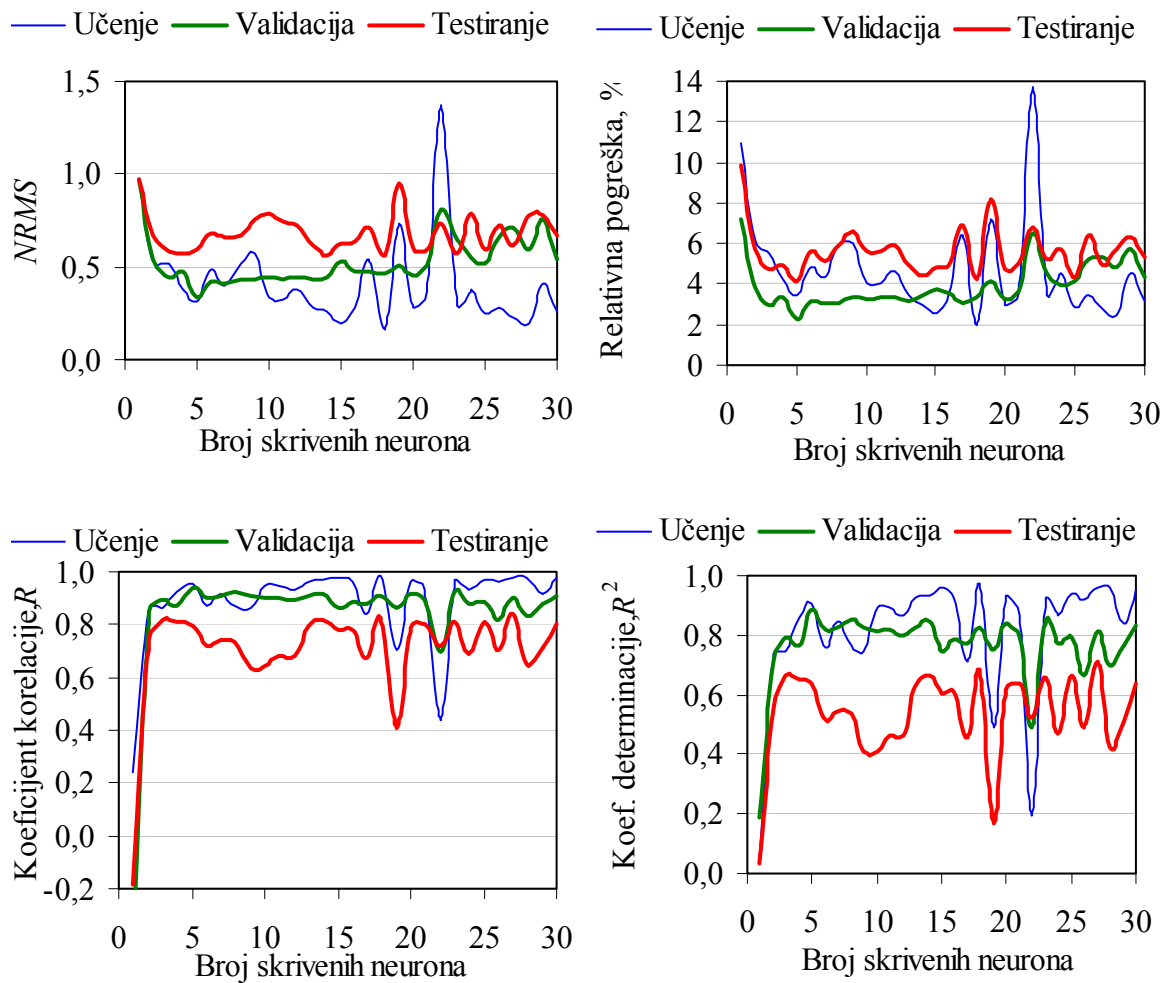 Učenje Validacija Testiranje
1,5
1,0
0,5
0,0
NRMS
0 5 10 15 20 25 30
Broj skrivenih neurona
Učenje Validacija Testiranje
14
12
10
8
6
4
2
0
Relativna pogreška, %
0 5 10 15 20 25 30
Broj skrivenih neurona
Učenje Validacija Testiranje
1,0
0,8
0,6
0,4
0,2
0,0
-0,2
Koeficijent korelacije,R
0 5 10 15 20 25 30
Broj skrivenih neurona
Učenje Validacija Testiranje
1,0
0,8
0,6
0,4
0,2
0,0
Koef. determinacije,R²
0 5 10 15 20 25 30
Broj skrivenih neurona